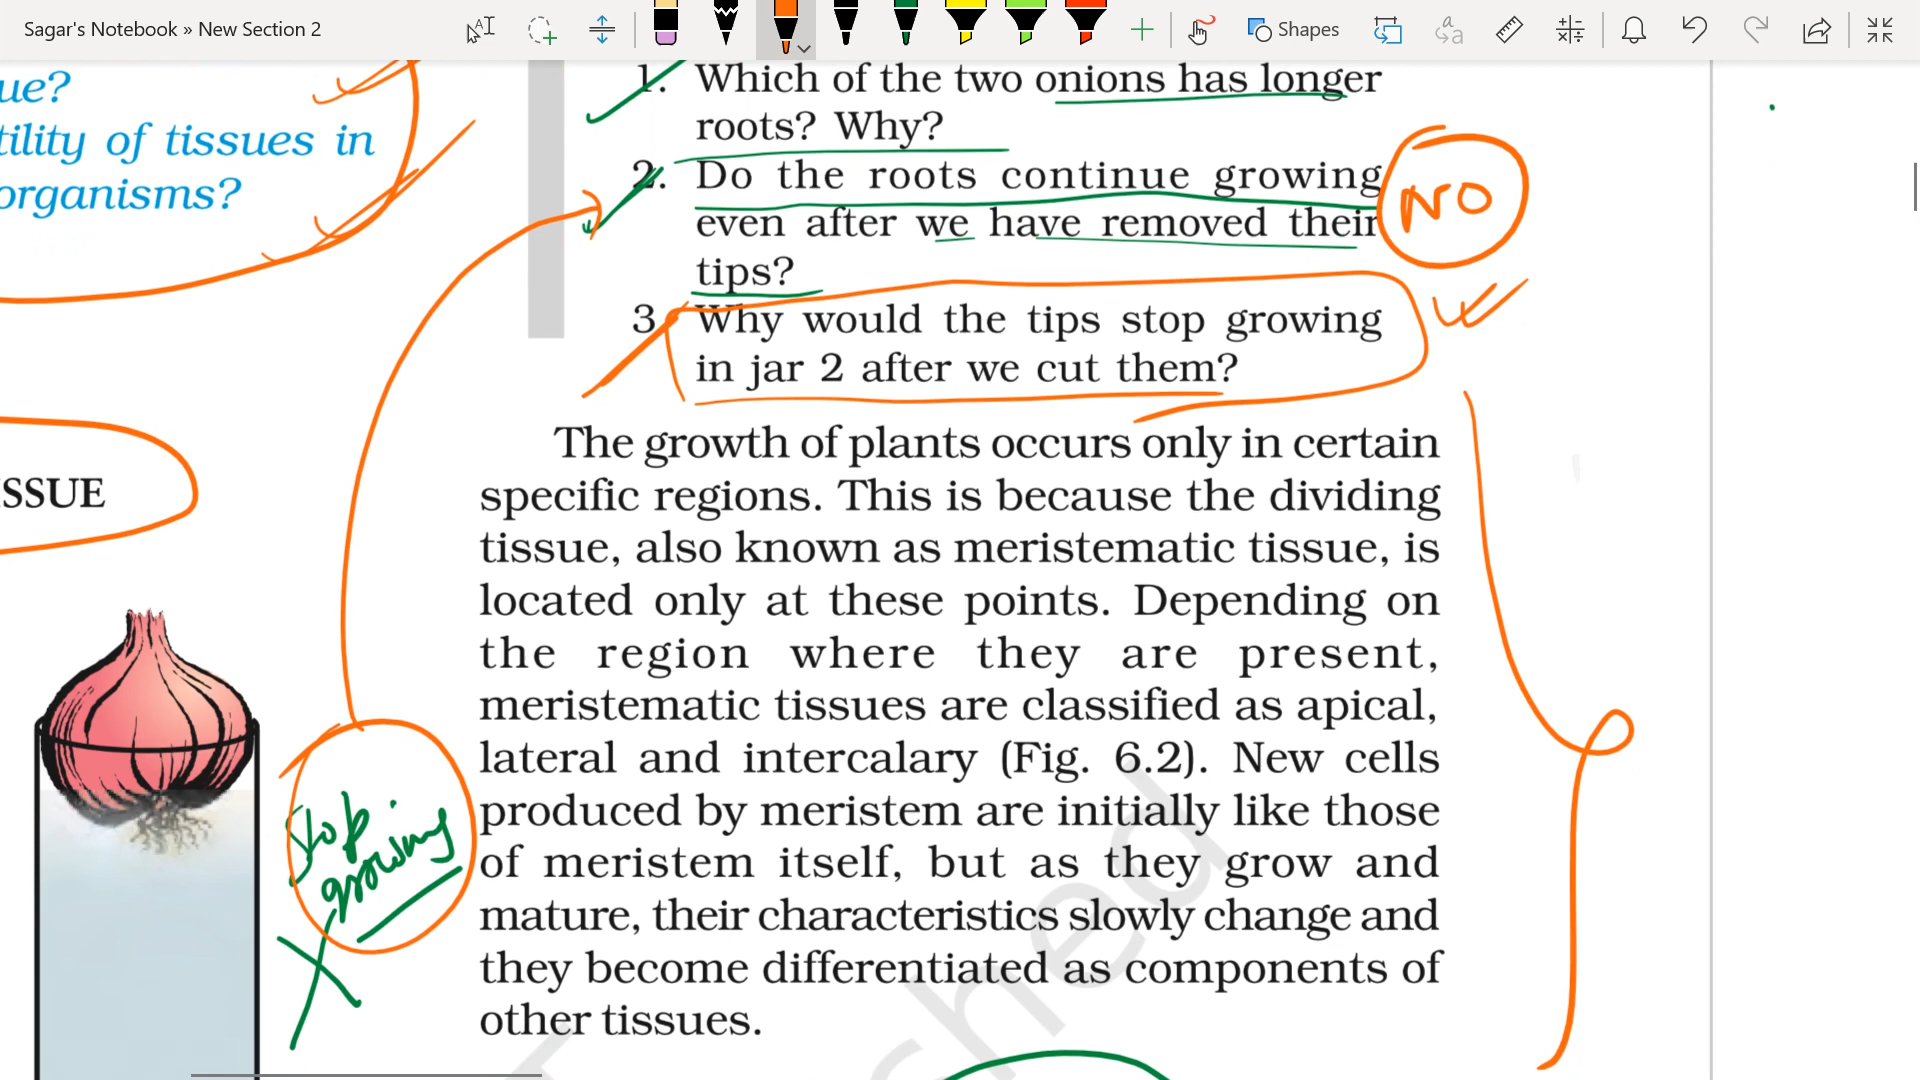 Sagar's Notebook » New Section 2
Shapes
ue?
tility of tissues in
organisms?
ISSUE
stop
growing
1. Which of the two onions has longer
roots? Why?
2. Do the roots continue growing
even after we have removed their
tips?
NO
3. Why would the tips stop growing
in jar 2 after we cut them?
The growth of plants occurs only in certain
specific regions. This is because the dividing
tissue, also known as meristematic tissue, is
located only at these points. Depending on
the region where they are present,
meristematic tissues are classified as apical,
lateral and intercalary (Fig. 6.2). New cells
produced by meristem are initially like those
of meristem itself, but as they grow and
mature, their characteristics slowly change and
they become differentiated as components of
other tissues.
shed